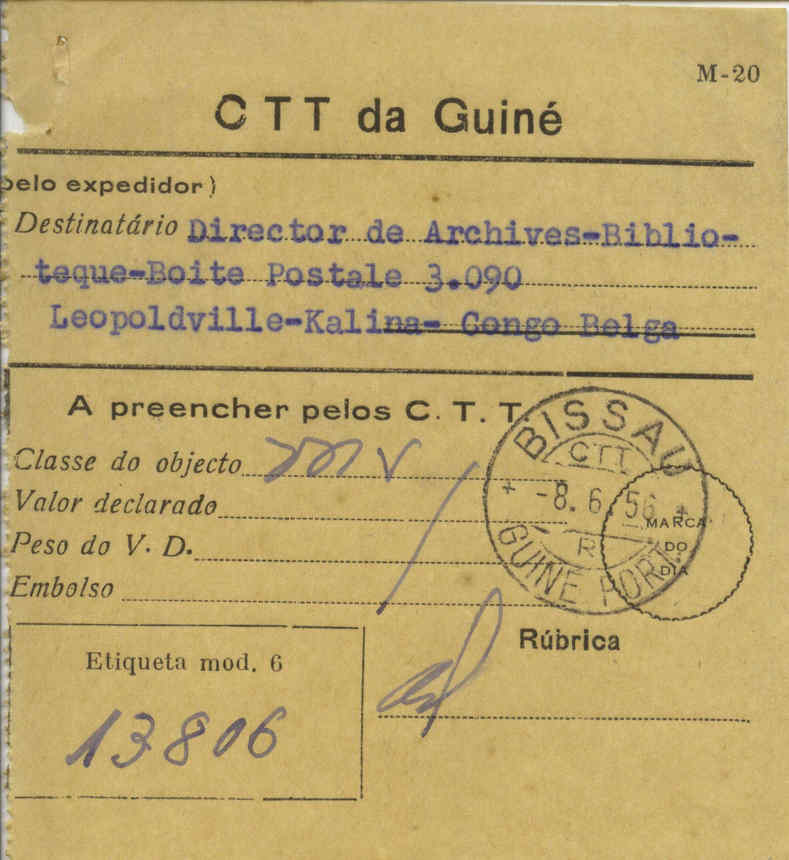 M-20
CTT da Guiné
pelo expedidor)
Destinatário Director de Archives-Biblio-
teque-Boite Postale 3.090
Leopoldville-Kalina- Congo Belga
A preencher pelos C. T. T.
Classe do objecto
Valor declarado
Peso do V. D.
Embolso
BISSAU
CTT
-8. 6. 56
R
GUINÉ PORT
MARCA
DO
DIA
Rúbrica
Etiqueta mod. 6
13806